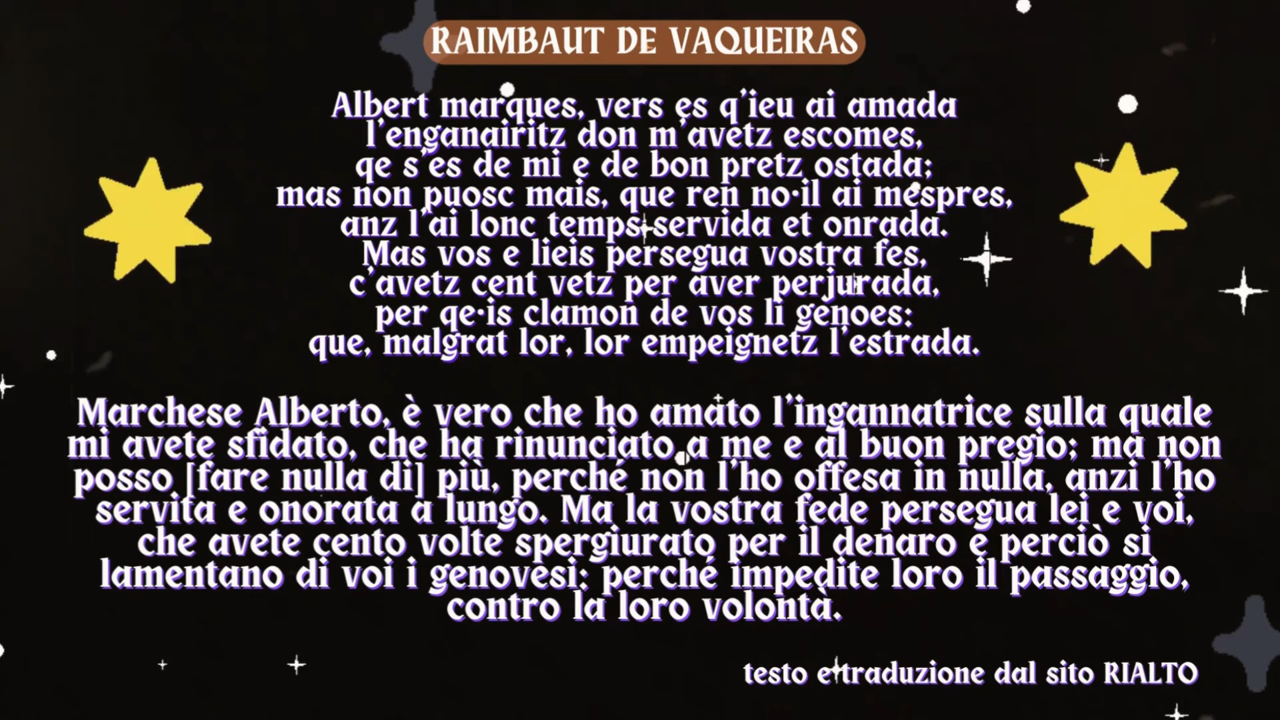 RAIMBAUT DE VAQUEIRAS
Albert marques, vers es q'ieu ai amada
l'enganairitz don m'avetz escomes,
qe s'es de mi e de bon pretz ostada;
mas non puosc mais, que ren no·il ai mespres,
anz l'ai lonc temps servida et onrada.
Mas vos e lieis persegua vostra fes,
c'avetz cent vetz per aver perjurada,
per qe·is clamon de vos li genoes:
que, malgrat lor, lor empeignetz l'estrada.
Marchese Alberto, è vero che ho amato l'ingannatrice sulla quale
mi avete sfidato, che ha rinunciato a me e al buon pregio; ma non
posso [fare nulla di] più, perché non l'ho offesa in nulla, anzi l'ho
servita e onorata a lungo. Ma la vostra fede persegua lei e voi,
che avete cento volte spergiurato per il denaro e perciò si
lamentano di voi i genovesi; perché impedite loro il passaggio,
contro la loro volontà.
testo e traduzione dal sito RIALTO